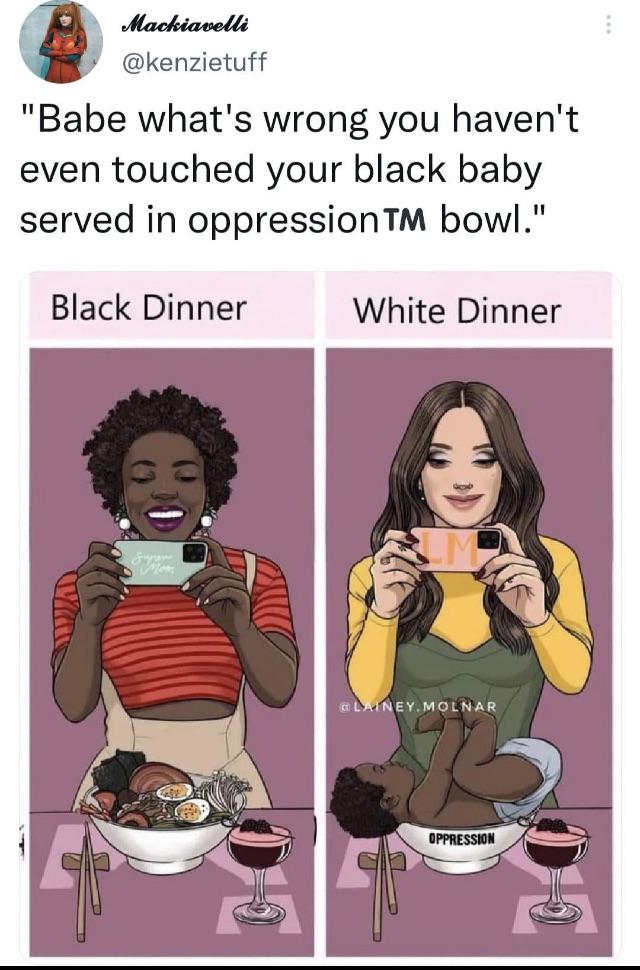 Mackiavelli
@kenzietuff
"Babe what's wrong you haven't
even touched your black baby
served in oppression™ bowl."
Black Dinner
White Dinner
Super
Mom
LM
@LAINEY.MOLNAR
OPPRESSION